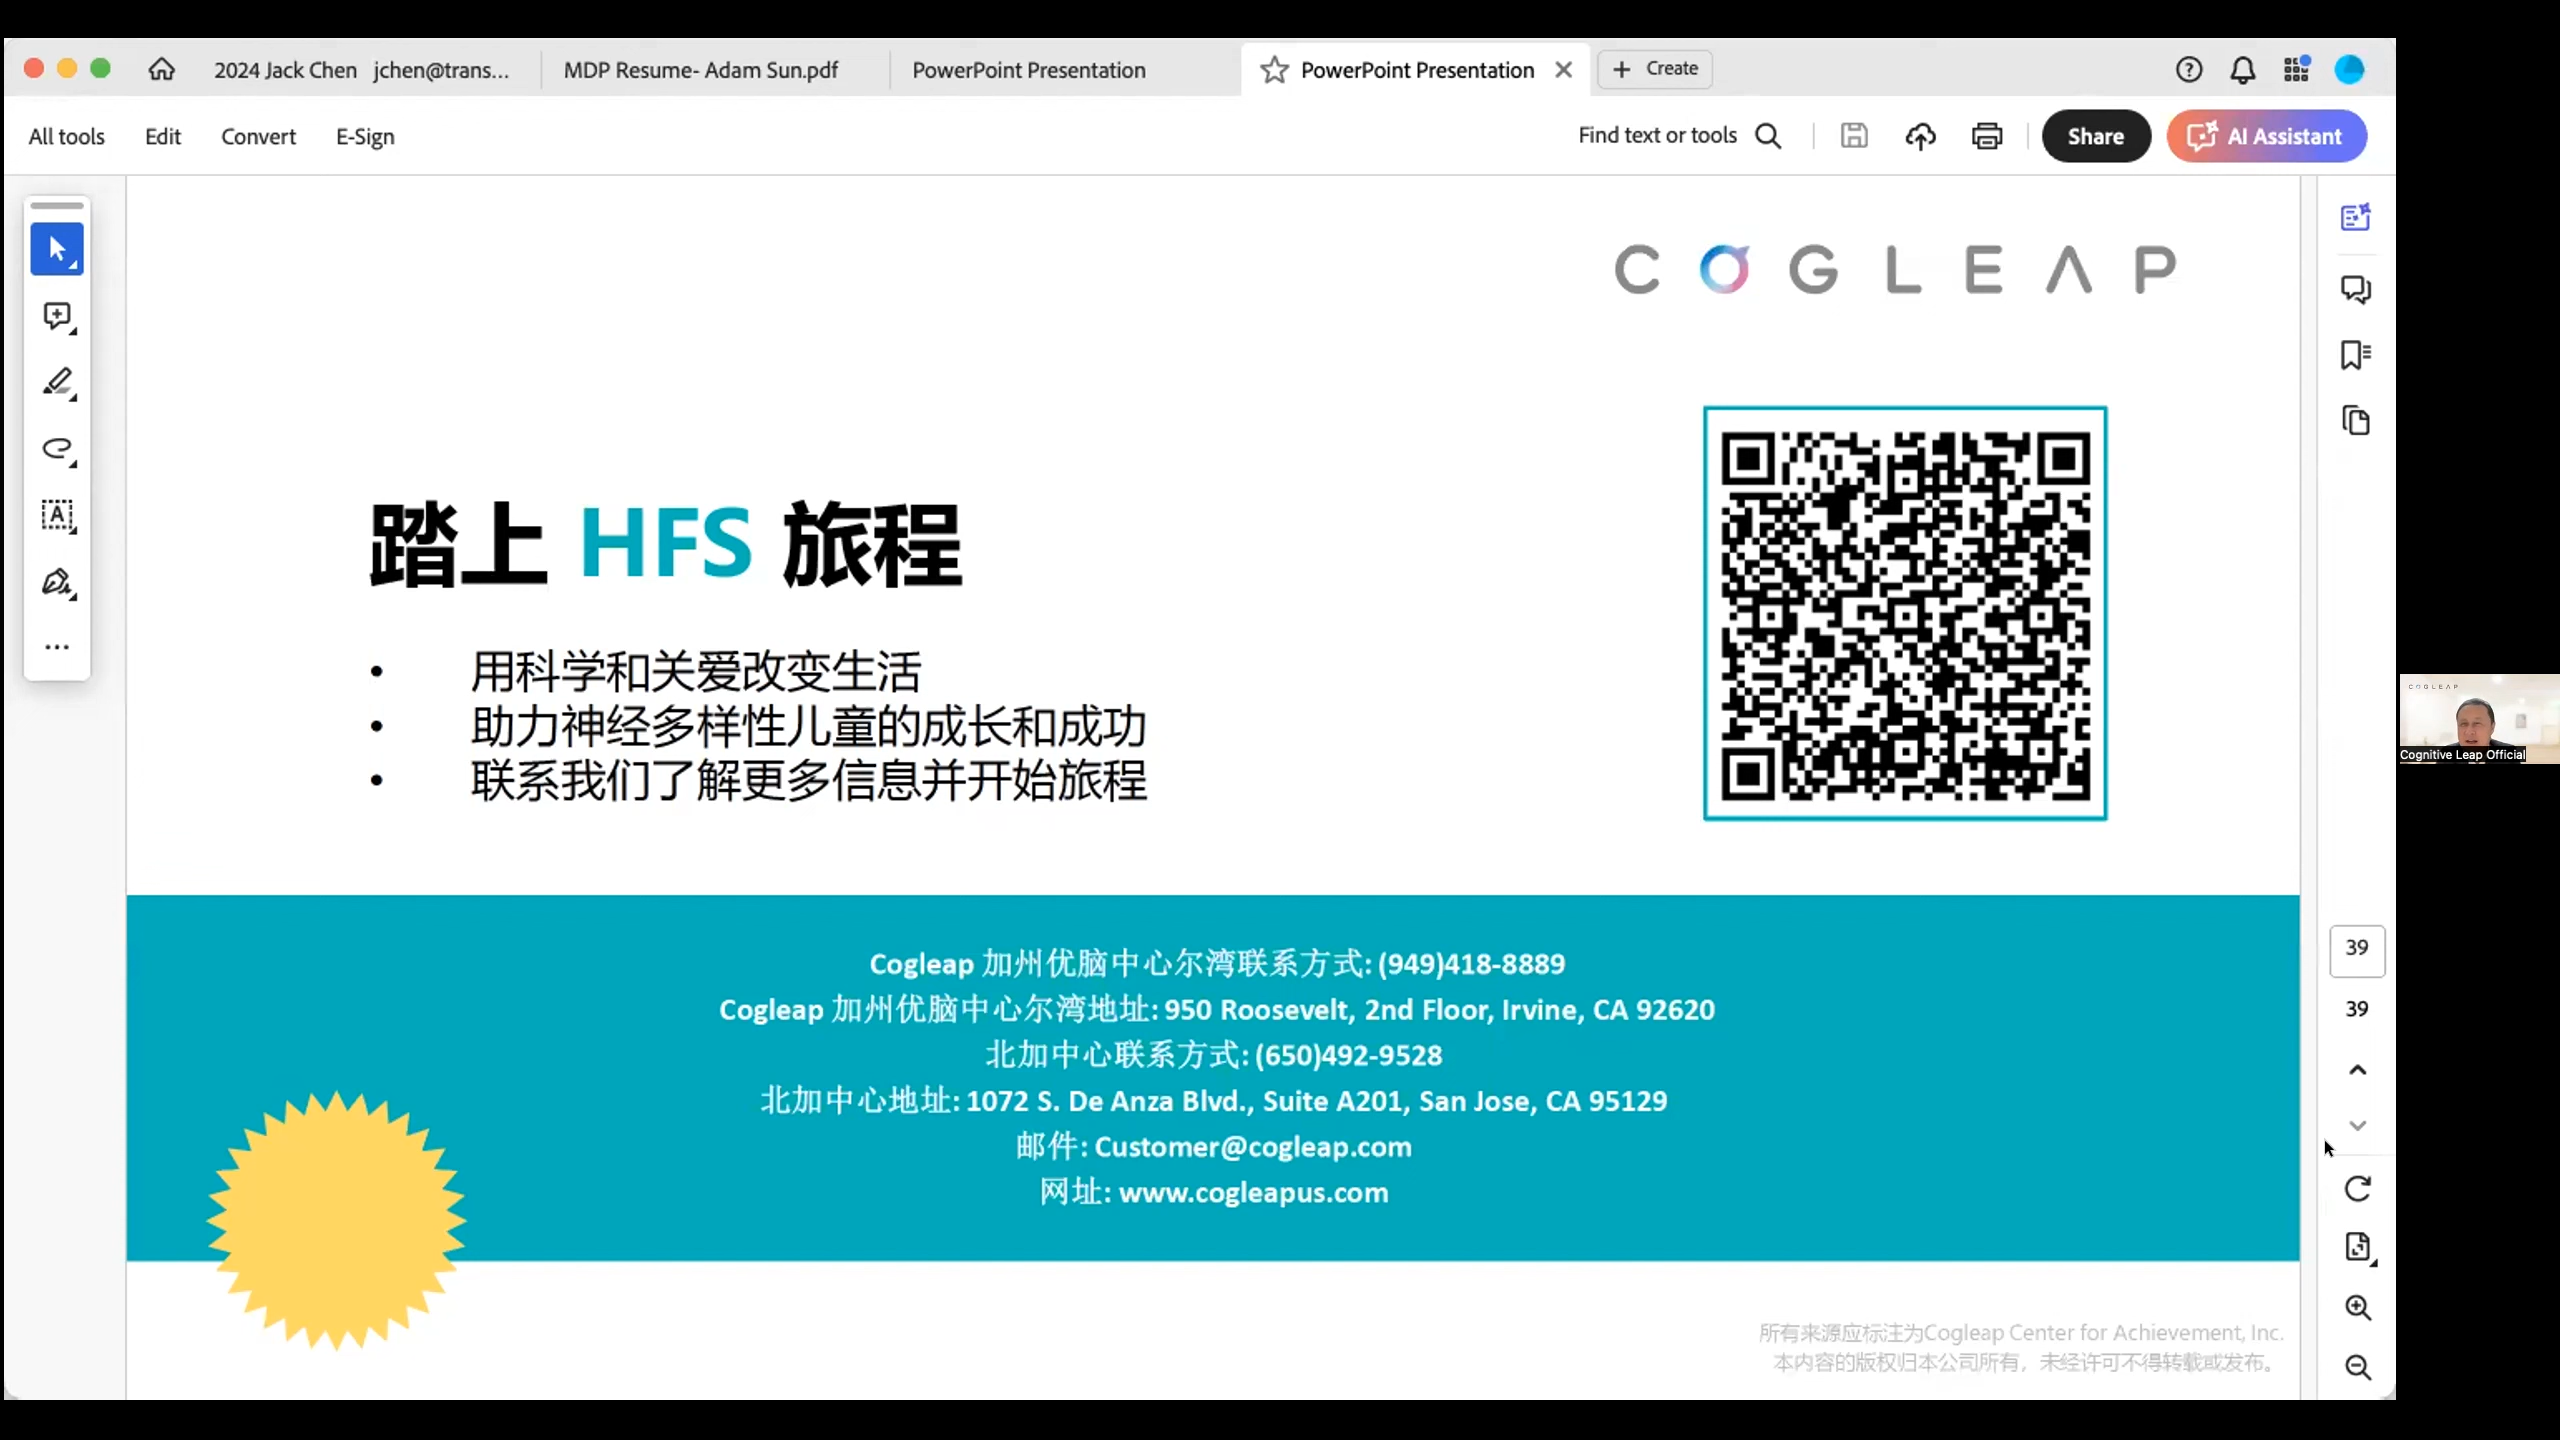 2024 Jack Chen jchen@trans...
MDP Resume- Adam Sun.pdf
PowerPoint Presentation
PowerPoint Presentation
Create
All tools
Edit
Convert
E-Sign
Find text or tools
Share
AI Assistant
COGLEAP
踏上 HFS 旅程
• 用科学和关爱改变生活
• 助力神经多样性儿童的成长和成功
• 联系我们了解更多信息并开始旅程
COGLEAP
Cognitive Leap Official
Cogleap 加州优脑中心尔湾联系方式: (949)418-8889
Cogleap 加州优脑中心尔湾地址: 950 Roosevelt, 2nd Floor, Irvine, CA 92620
北加中心联系方式: (650)492-9528
北加中心地址: 1072 S. De Anza Blvd., Suite A201, San Jose, CA 95129
邮件: Customer@cogleap.com
网址: www.cogleapus.com
39
39
所有来源应标注为Cogleap Center for Achievement, Inc.
本内容的版权归本公司所有，未经许可不得转载或发布。